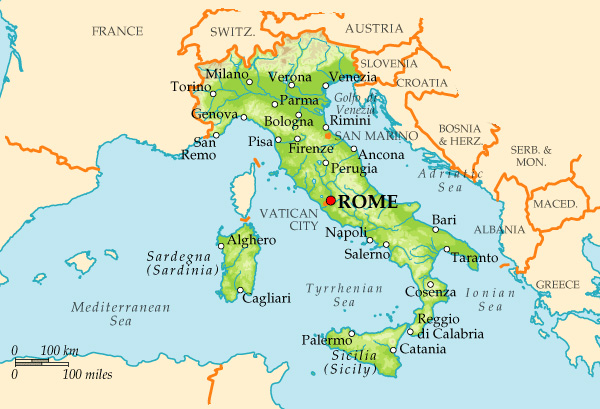 FRANCE
SWITZ.
AUSTRIA
SLOVENIA
CROATIA
Milano
Verona
Venezia
Torino
Parma
Golfo di
Venezia
Genova
Bologna
Rimini
SAN MARINO
BOSNIA
& HERZ.
San
Remo
Pisa
Firenze
Ancona
SERB. &
MON.
Perugia
Adriatic
Sea
ROME
VATICAN
CITY
MACED.
Bari
ALBANIA
Napoli
Alghero
Salerno
Taranto
Sardegna
(Sardinia)
GREECE
Cagliari
Tyrrhenian
Sea
Cosenza
Ionian
Sea
Mediterranean
Sea
Reggio
di Calabria
Palermo
Sicilia
(Sicily)
Catania
0 100 km
0 100 miles